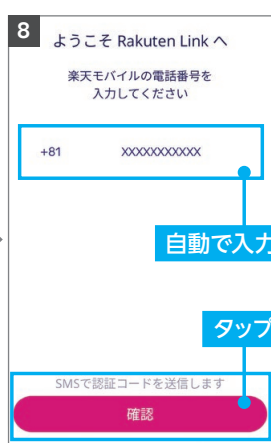 8
ようこそ Rakuten Link へ
楽天モバイルの電話番号を
入力してください
+81 XXXXXXXXXXX
自動で入力
タップ
SMSで認証コードを送信します
確認